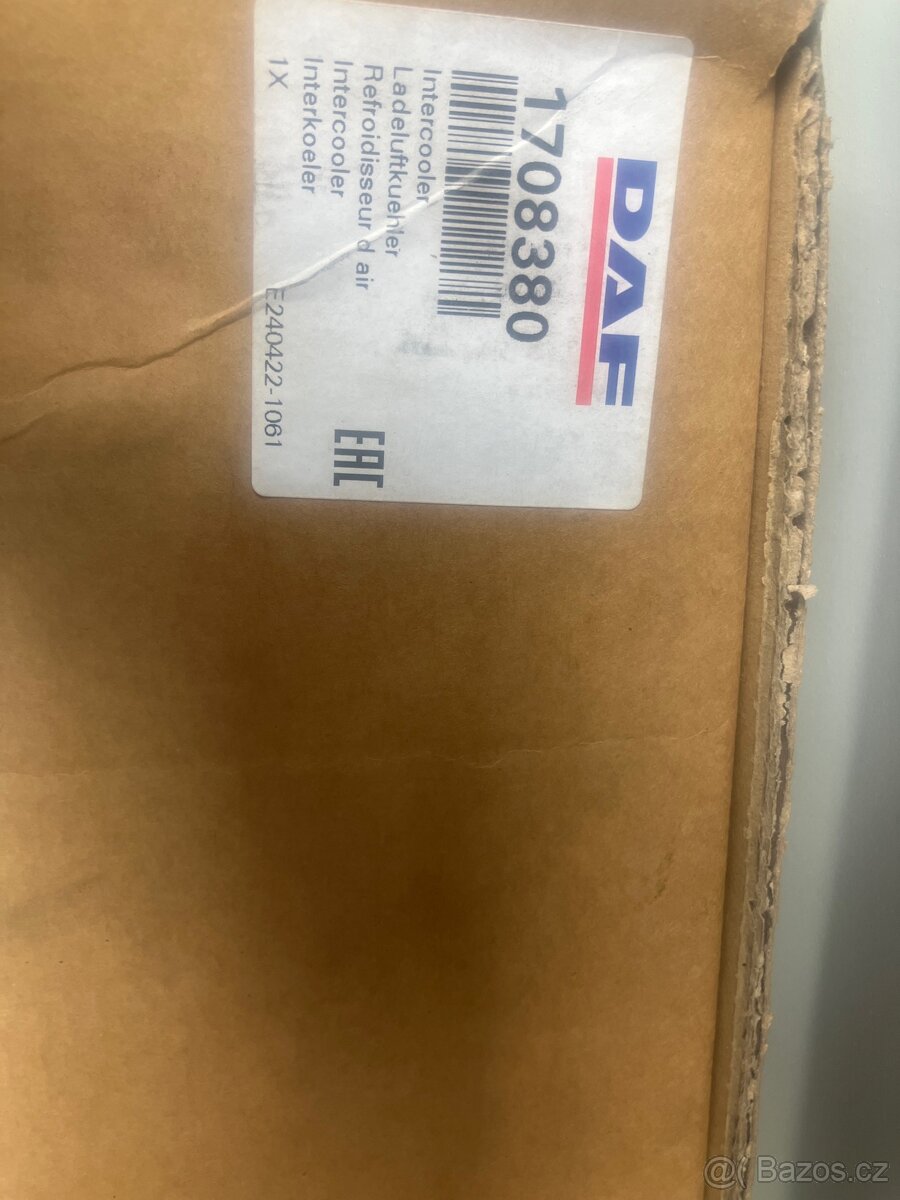 DAF
1708380
Intercooler
Ladeluftkuehler
Refroidisseur d air
Intercooler
Interkoeler
1X
E240422-1061
EAC
@ Bazos.cz